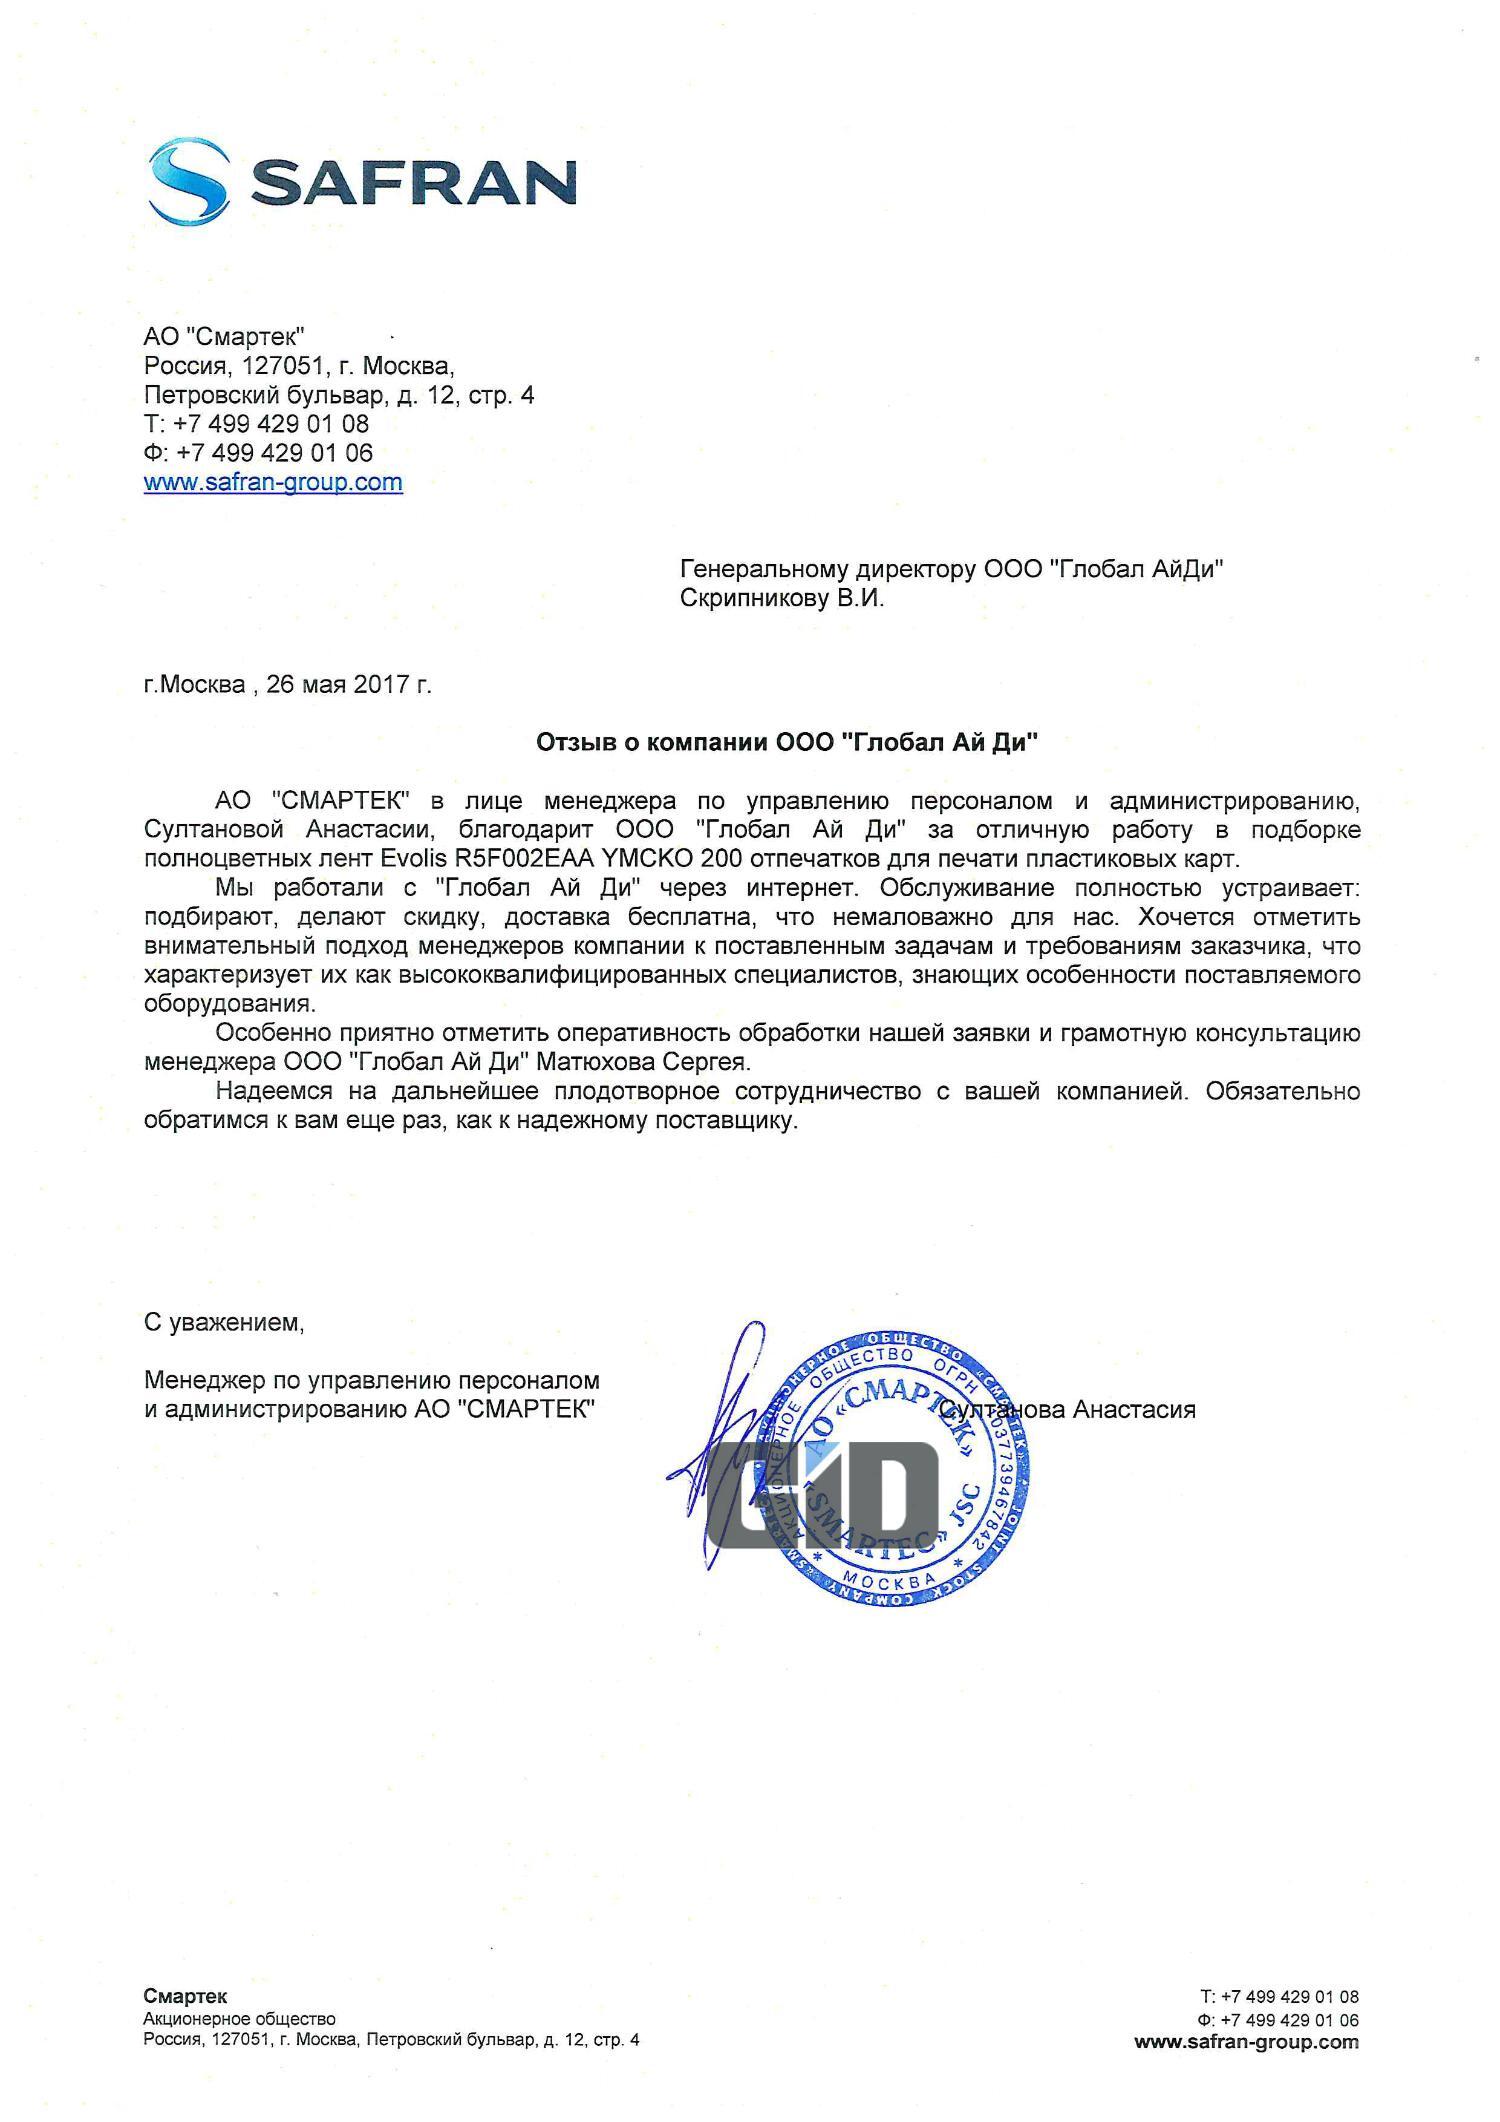 SAFRAN
АО "Смартек"
Россия, 127051, г. Москва,
Петровский бульвар, д. 12, стр. 4
Т: +7 499 429 01 08
Ф: +7 499 429 01 06
www.safran-group.com
Генеральному директору ООО "Глобал АйДи"
Скрипникову В.И.
г.Москва , 26 мая 2017 г.
Отзыв о компании ООО "Глобал Ай Ди"
АО "СМАРТЕК" в лице менеджера по управлению персоналом и администрированию,
Султановой Анастасии, благодарит ООО "Глобал Ай Ди" за отличную работу в подборке
полноцветных лент Evolis R5F002EAA YMCKO 200 отпечатков для печати пластиковых карт.
Мы работали с "Глобал Ай Ди" через интернет. Обслуживание полностью устраивает:
подбирают, делают скидку, доставка бесплатна, что немаловажно для нас. Хочется отметить
внимательный подход менеджеров компании к поставленным задачам и требованиям заказчика, что
характеризует их как высококвалифицированных специалистов, знающих особенности поставляемого
оборудования.
Особенно приятно отметить оперативность обработки нашей заявки и грамотную консультацию
менеджера ООО "Глобал Ай Ди" Матюхова Сергея.
Надеемся на дальнейшее плодотворное сотрудничество с вашей компанией. Обязательно
обратимся к вам еще раз, как к надежному поставщику.
С уважением,
Менеджер по управлению персоналом
и администрированию АО "СМАРТЕК"
Султанова Анастасия
АКЦИОНЕРНОЕ ОБЩЕСТВО «СМАРТЕК» * JOINT STOCK COMPANY «SMARTEC»
АКЦИОНЕРНОЕ ОБЩЕСТВО ОГРН 1037739467842
* МОСКВА *
АО «СМАРТЕК»
«SMARTEC» JSC
GID
Смартек
Акционерное общество
Россия, 127051, г. Москва, Петровский бульвар, д. 12, стр. 4
Т: +7 499 429 01 08
Ф: +7 499 429 01 06
www.safran-group.com